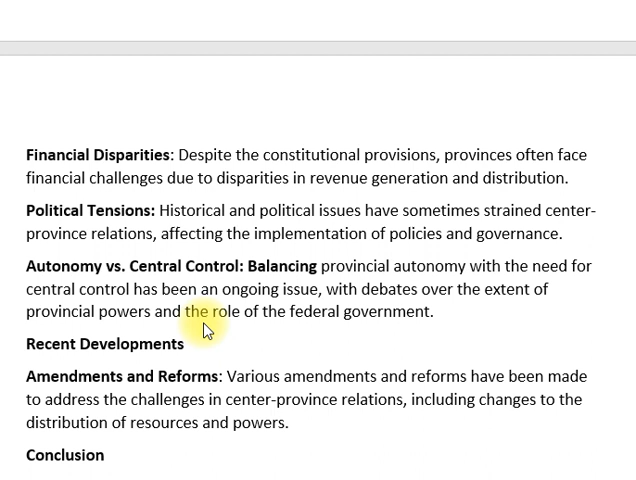 Financial Disparities: Despite the constitutional provisions, provinces often face
financial challenges due to disparities in revenue generation and distribution.
Political Tensions: Historical and political issues have sometimes strained center-
province relations, affecting the implementation of policies and governance.
Autonomy vs. Central Control: Balancing provincial autonomy with the need for
central control has been an ongoing issue, with debates over the extent of
provincial powers and the role of the federal government.
Recent Developments
Amendments and Reforms: Various amendments and reforms have been made
to address the challenges in center-province relations, including changes to the
distribution of resources and powers.
Conclusion